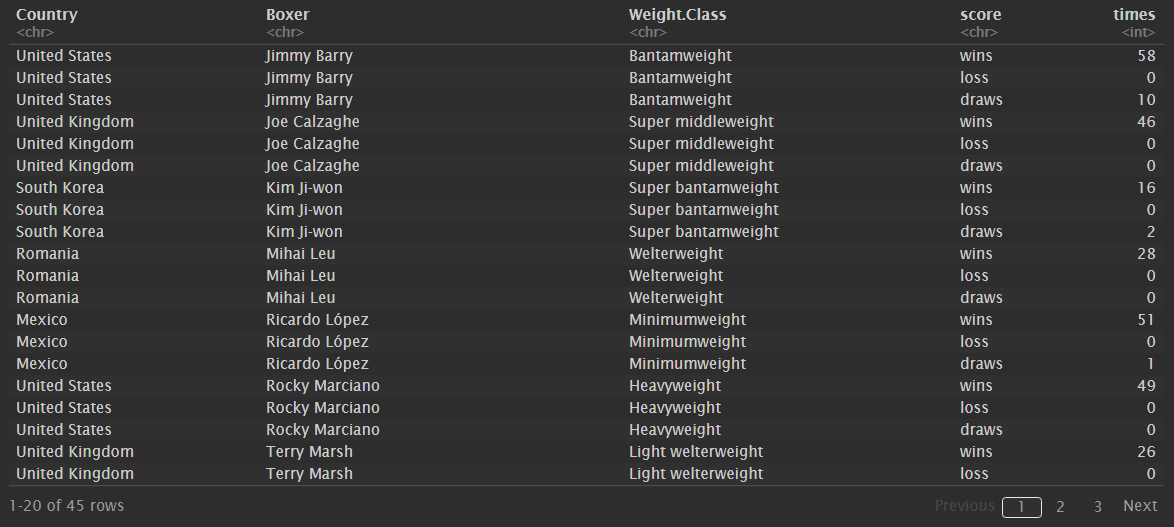 Country Boxer Weight.Class score times
<chr> <chr> <chr> <chr> <int>
United States Jimmy Barry Bantamweight wins 58
United States Jimmy Barry Bantamweight loss 0
United States Jimmy Barry Bantamweight draws 10
United Kingdom Joe Calzaghe Super middleweight wins 46
United Kingdom Joe Calzaghe Super middleweight loss 0
United Kingdom Joe Calzaghe Super middleweight draws 0
South Korea Kim Ji-won Super bantamweight wins 16
South Korea Kim Ji-won Super bantamweight loss 0
South Korea Kim Ji-won Super bantamweight draws 2
Romania Mihai Leu Welterweight wins 28
Romania Mihai Leu Welterweight loss 0
Romania Mihai Leu Welterweight draws 0
Mexico Ricardo López Minimumweight wins 51
Mexico Ricardo López Minimumweight loss 0
Mexico Ricardo López Minimumweight draws 1
United States Rocky Marciano Heavyweight wins 49
United States Rocky Marciano Heavyweight loss 0
United States Rocky Marciano Heavyweight draws 0
United Kingdom Terry Marsh Light welterweight wins 26
United Kingdom Terry Marsh Light welterweight loss 0
1-20 of 45 rows Previous 1 2 3 Next